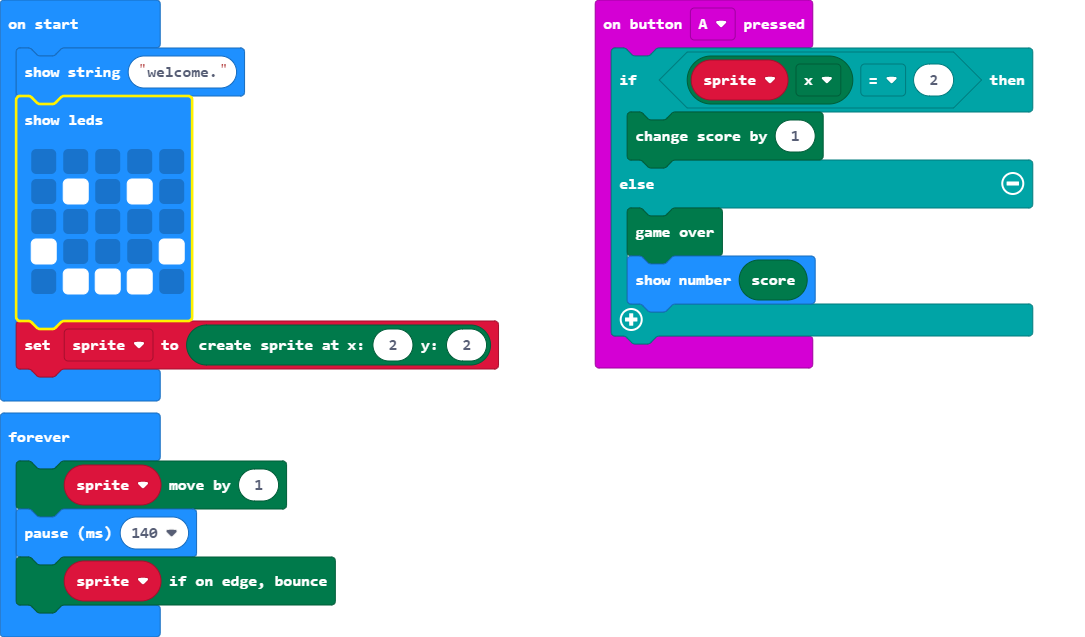 on start
show string "welcome."
show leds
set sprite to create sprite at x: 2 y: 2
forever
sprite move by 1
pause (ms) 140
sprite if on edge, bounce
on button A pressed
if sprite x = 2 then
change score by 1
else
game over
show number score